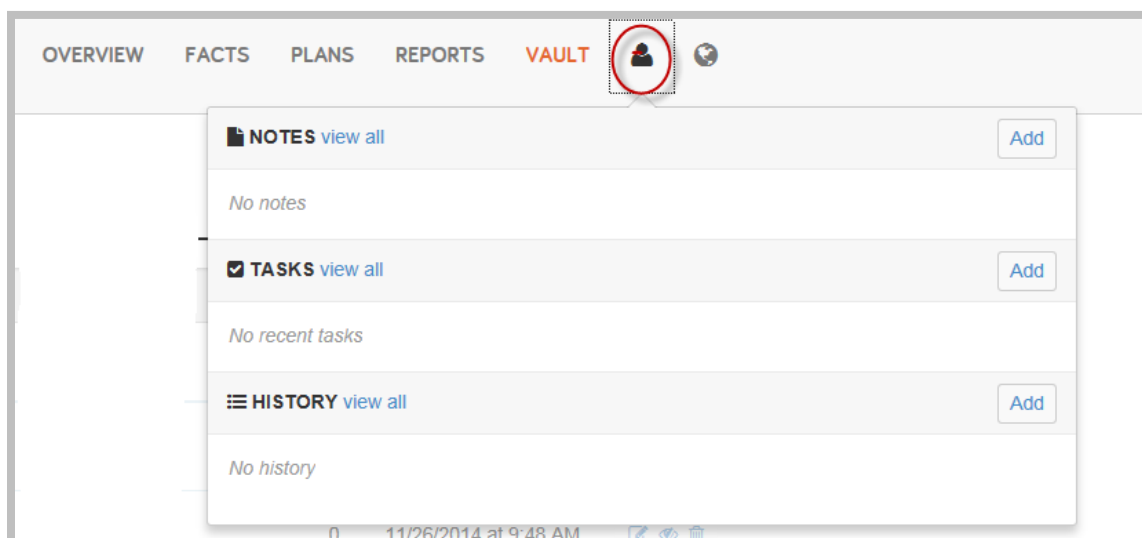 OVERVIEW FACTS PLANS REPORTS VAULT
NOTES view all Add
No notes
TASKS view all Add
No recent tasks
HISTORY view all Add
No history
0 11/26/2014 at 9:48 AM